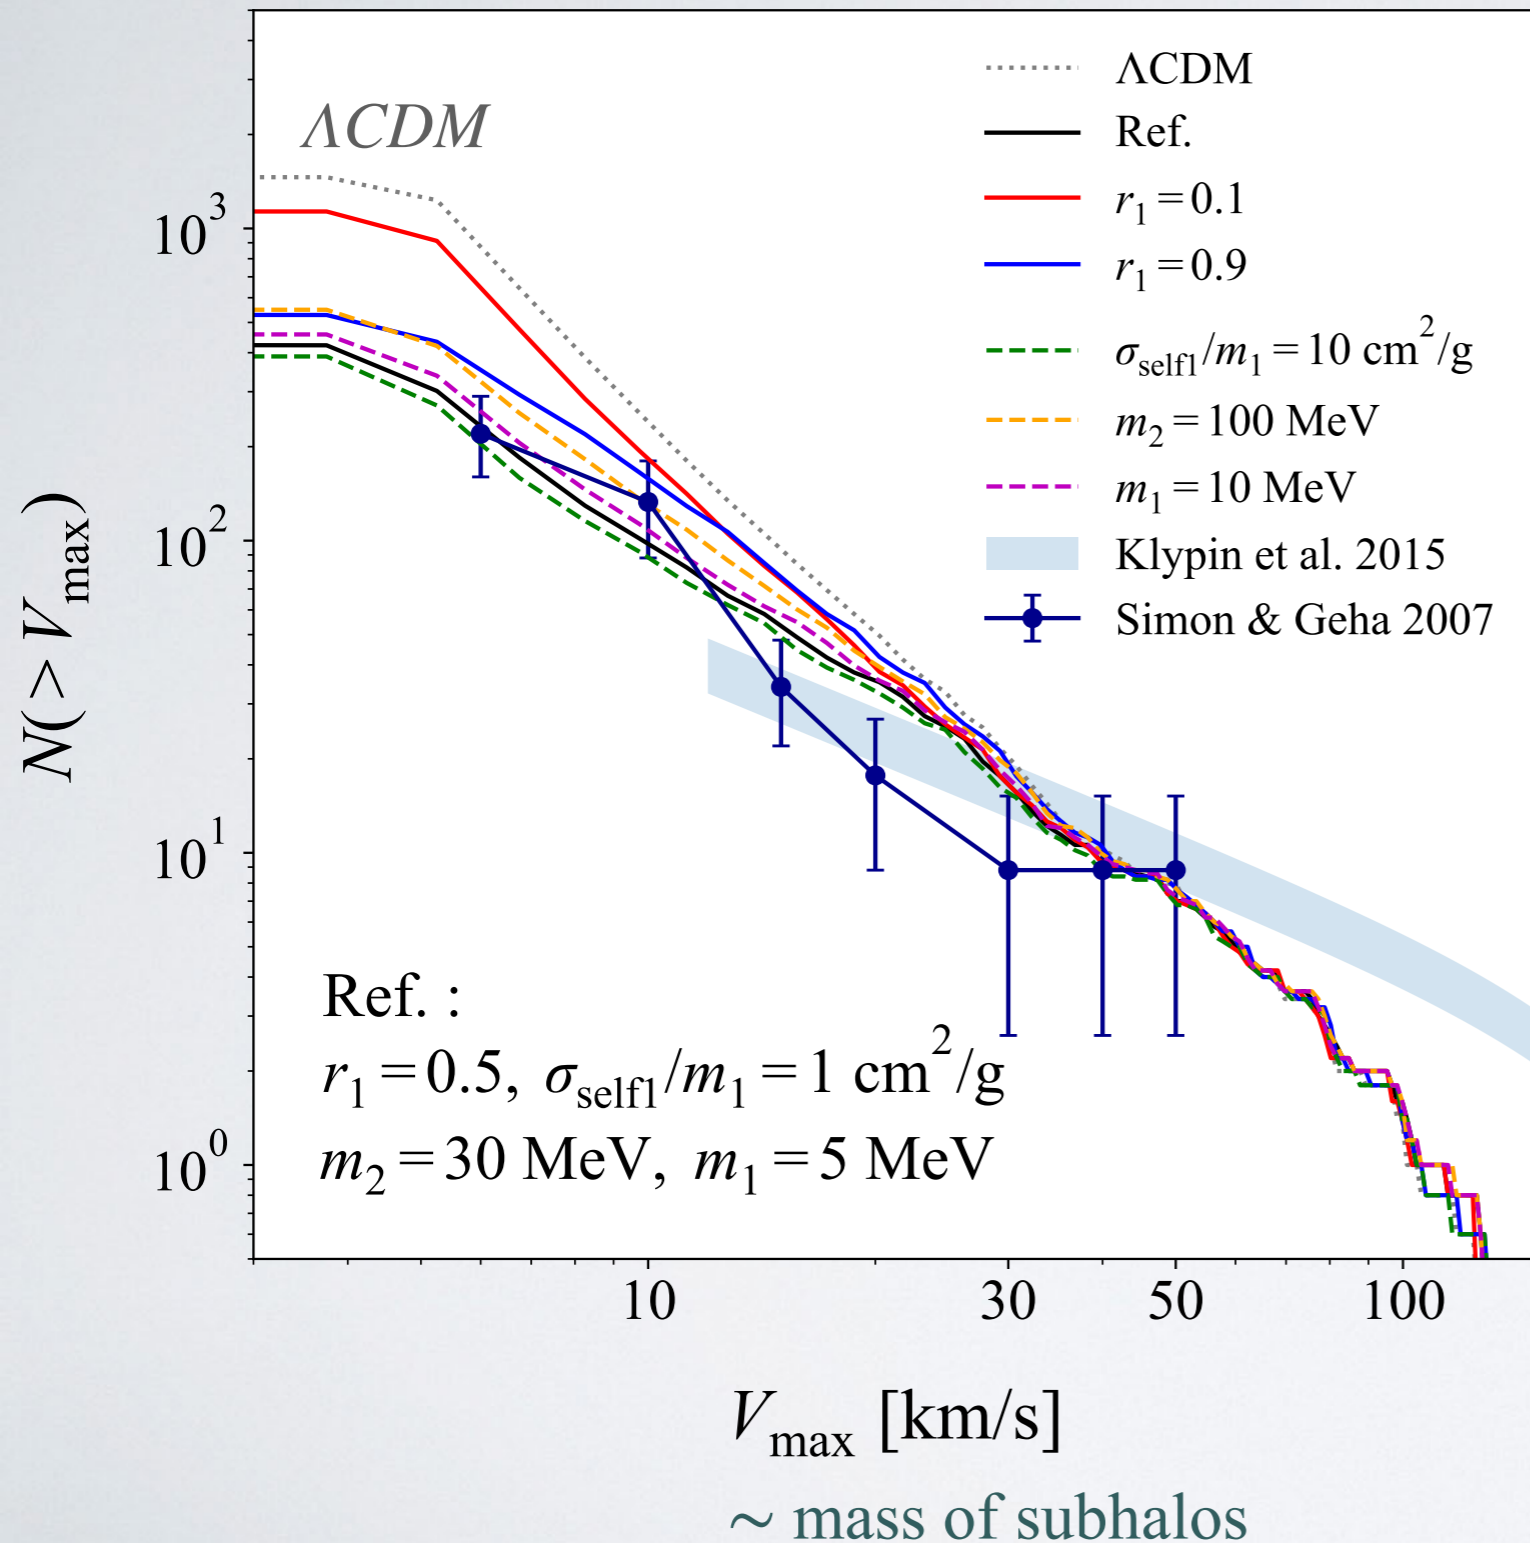 ΛCDM
Ref.
r₁ = 0.1
r₁ = 0.9
σself1/m₁ = 10 cm²/g
m₂ = 100 MeV
m₁ = 10 MeV
Klypin et al. 2015
Simon & Geha 2007
ΛCDM
10³
10²
10¹
10⁰
N(> Vmax)
Ref. :
r₁ = 0.5, σself1/m₁ = 1 cm²/g
m₂ = 30 MeV, m₁ = 5 MeV
10 30 50 100
Vmax [km/s]
~ mass of subhalos